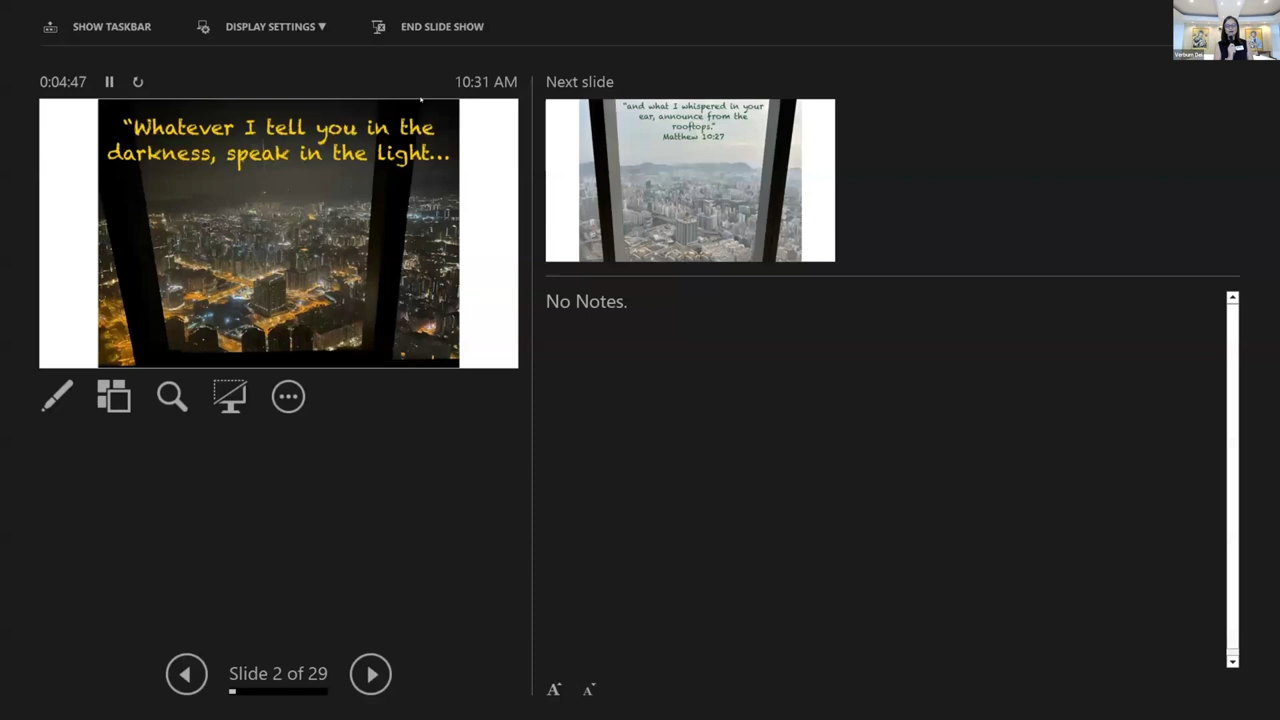 SHOW TASKBAR
DISPLAY SETTINGS ▼
END SLIDE SHOW
Verbum Dei
0:04:47
10:31 AM
Next slide
"Whatever I tell you in the
darkness, speak in the light...
"and what I whispered in your
ear, announce from the
rooftops."
Matthew 10:27
No Notes.
Slide 2 of 29
A
A